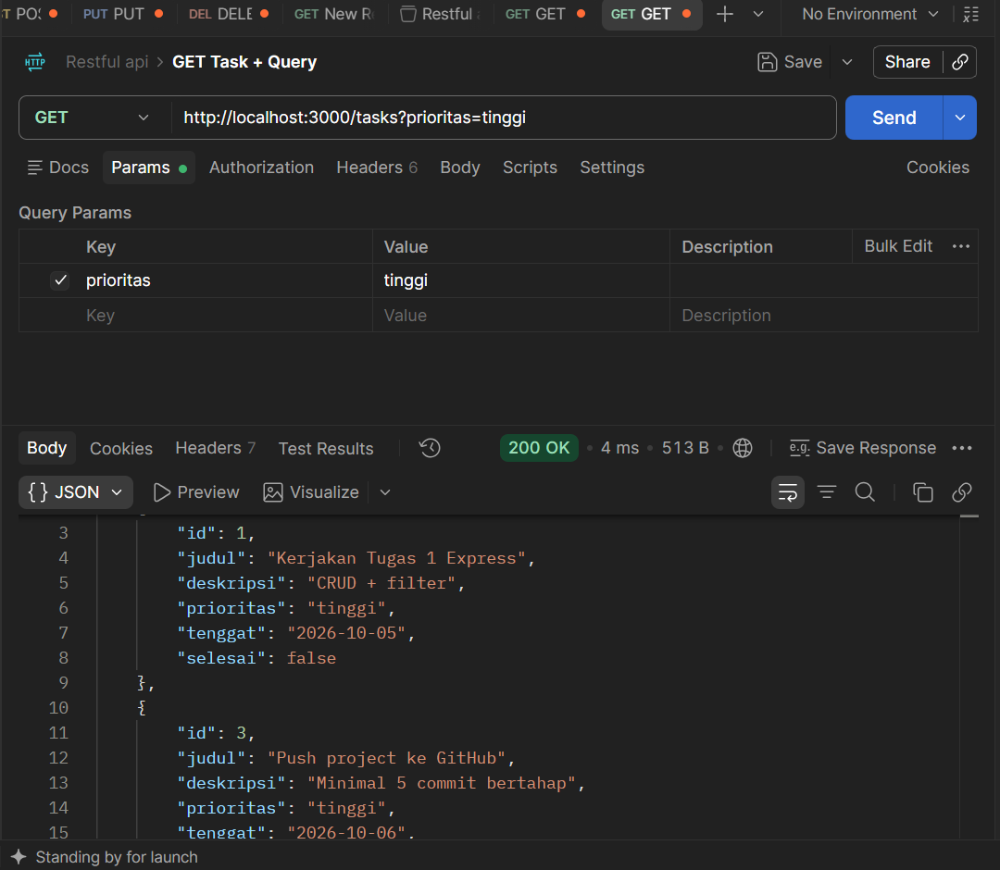 POS PUT PUT DEL DELE GET New R Restful GET GET GET GET No Environment
HTTP Restful api > GET Task + Query Save Share
GET http://localhost:3000/tasks?prioritas=tinggi Send
Docs Params Authorization Headers 6 Body Scripts Settings Cookies
Query Params
Key Value Description Bulk Edit
prioritas tinggi
Key Value Description
Body Cookies Headers 7 Test Results 200 OK 4 ms 513 B e.g. Save Response
{} JSON Preview Visualize
3 "id": 1,
4 "judul": "Kerjakan Tugas 1 Express",
5 "deskripsi": "CRUD + filter",
6 "prioritas": "tinggi",
7 "tenggat": "2026-10-05",
8 "selesai": false
9 },
10 {
11 "id": 3,
12 "judul": "Push project ke GitHub",
13 "deskripsi": "Minimal 5 commit bertahap",
14 "prioritas": "tinggi",
15 "tenggat": "2026-10-06",
Standing by for launch